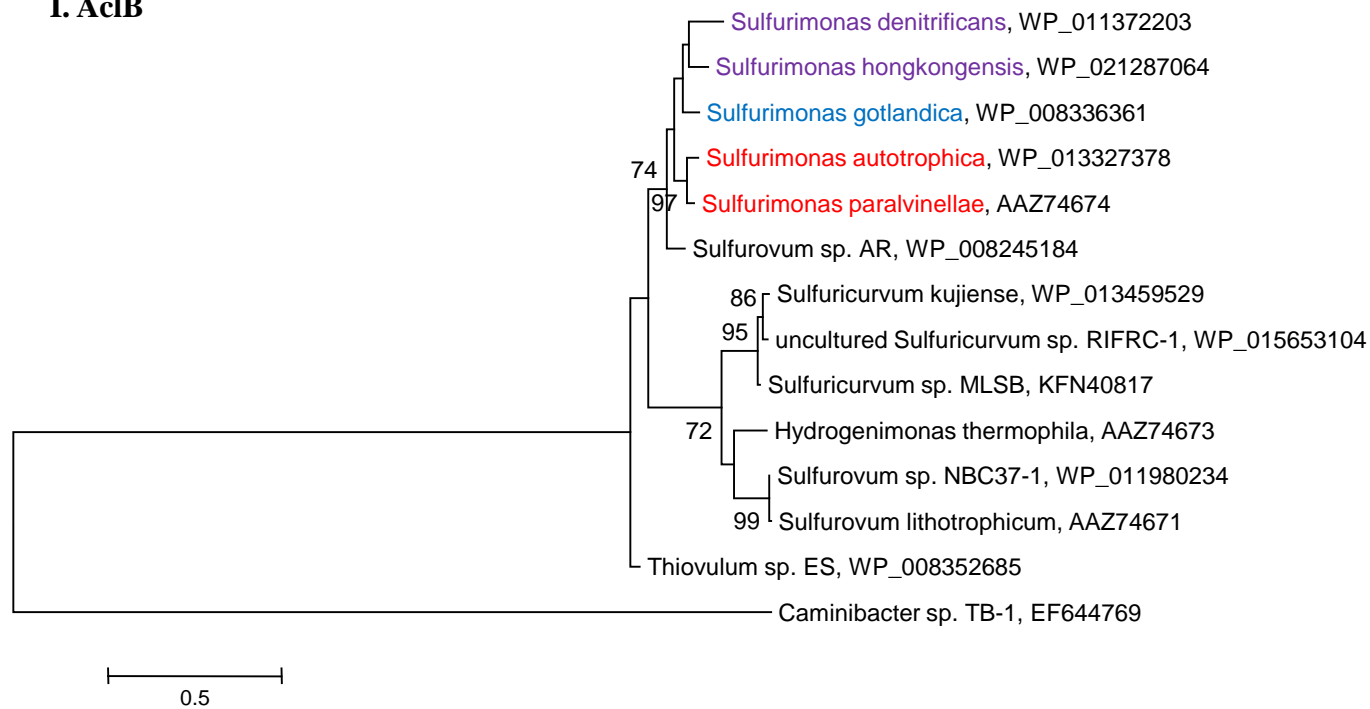 I. AclB
Sulfurimonas denitrificans, WP_011372203
Sulfurimonas hongkongensis, WP_021287064
Sulfurimonas gotlandica, WP_008336361
Sulfurimonas autotrophica, WP_013327378
74
97
Sulfurimonas paralvinellae, AAZ74674
Sulfurovum sp. AR, WP_008245184
86
Sulfuricurvum kujiense, WP_013459529
95
uncultured Sulfuricurvum sp. RIFRC-1, WP_015653104
Sulfuricurvum sp. MLSB, KFN40817
72
Hydrogenimonas thermophila, AAZ74673
Sulfurovum sp. NBC37-1, WP_011980234
99
Sulfurovum lithotrophicum, AAZ74671
Thiovulum sp. ES, WP_008352685
Caminibacter sp. TB-1, EF644769
0.5